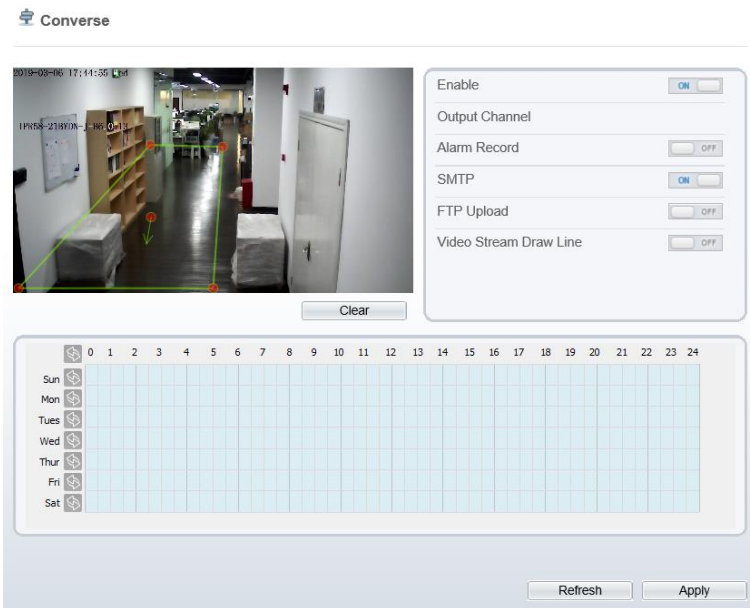 Converse
2019-03-06 17:44:55
Enable ON
Output Channel
Alarm Record OFF
SMTP ON
FTP Upload OFF
Video Stream Draw Line OFF
Clear
0 1 2 3 4 5 6 7 8 9 10 11 12 13 14 15 16 17 18 19 20 21 22 23 24
Sun
Mon
Tues
Wed
Thur
Fri
Sat
Refresh Apply